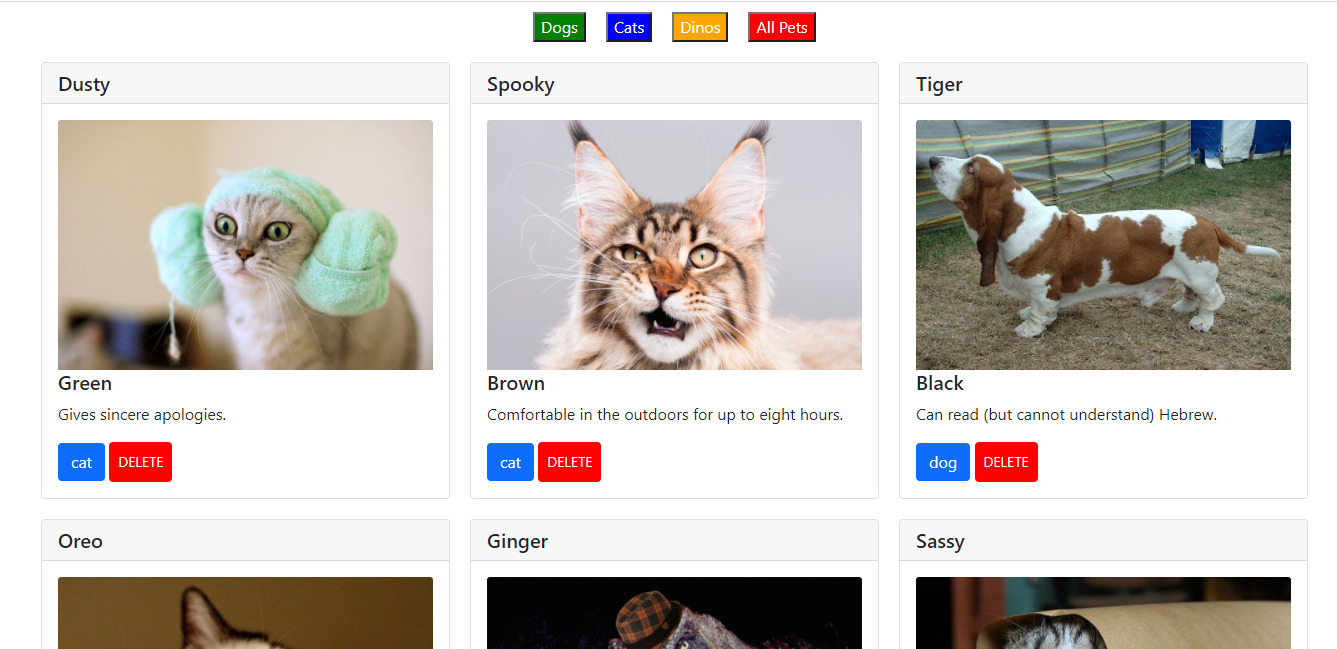 Dogs Cats Dinos All Pets
Dusty Spooky Tiger
Green Brown Black
Gives sincere apologies. Comfortable in the outdoors for up to eight hours. Can read (but cannot understand) Hebrew.
cat DELETE cat DELETE dog DELETE
Oreo Ginger Sassy